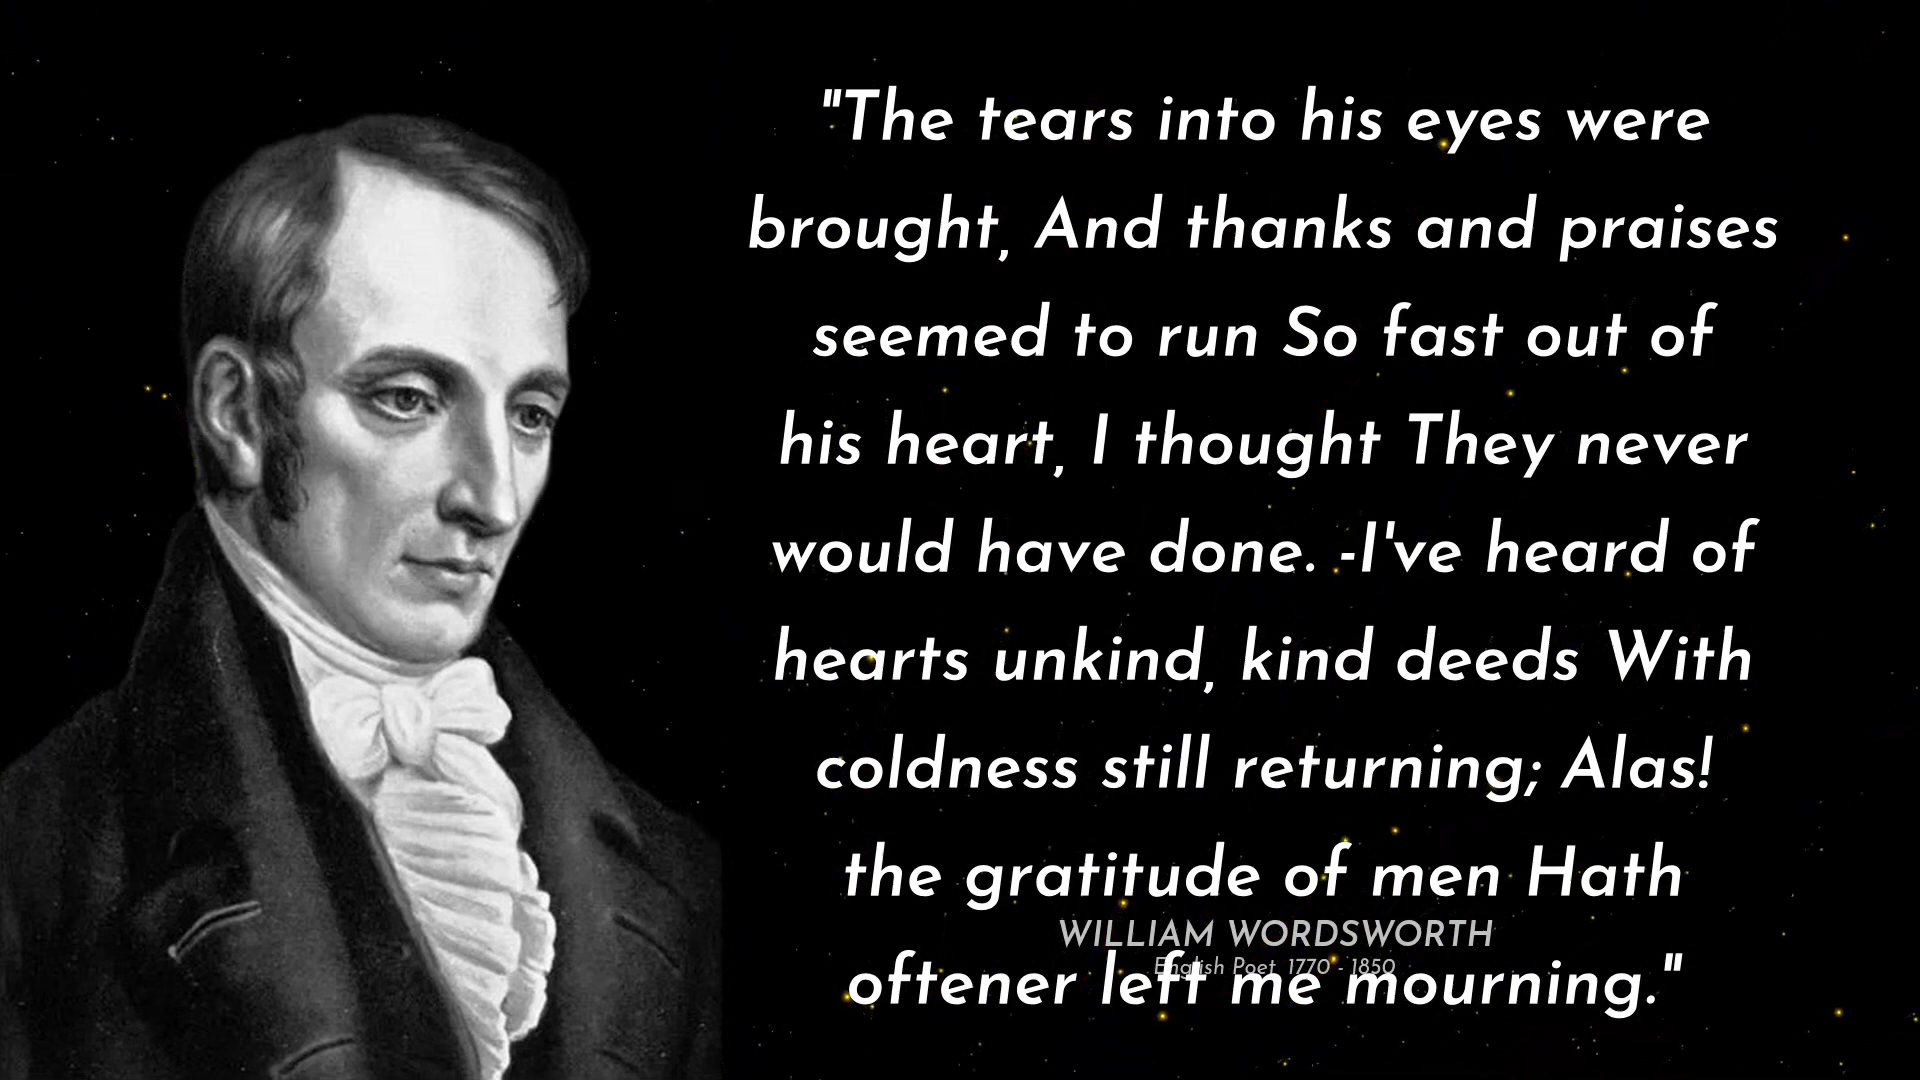 "The tears into his eyes were
brought, And thanks and praises
seemed to run So fast out of
his heart, I thought They never
would have done. -I've heard of
hearts unkind, kind deeds With
coldness still returning; Alas!
the gratitude of men Hath
WILLIAM WORDSWORTH
English Poet 1770 - 1850
oftener left me mourning."